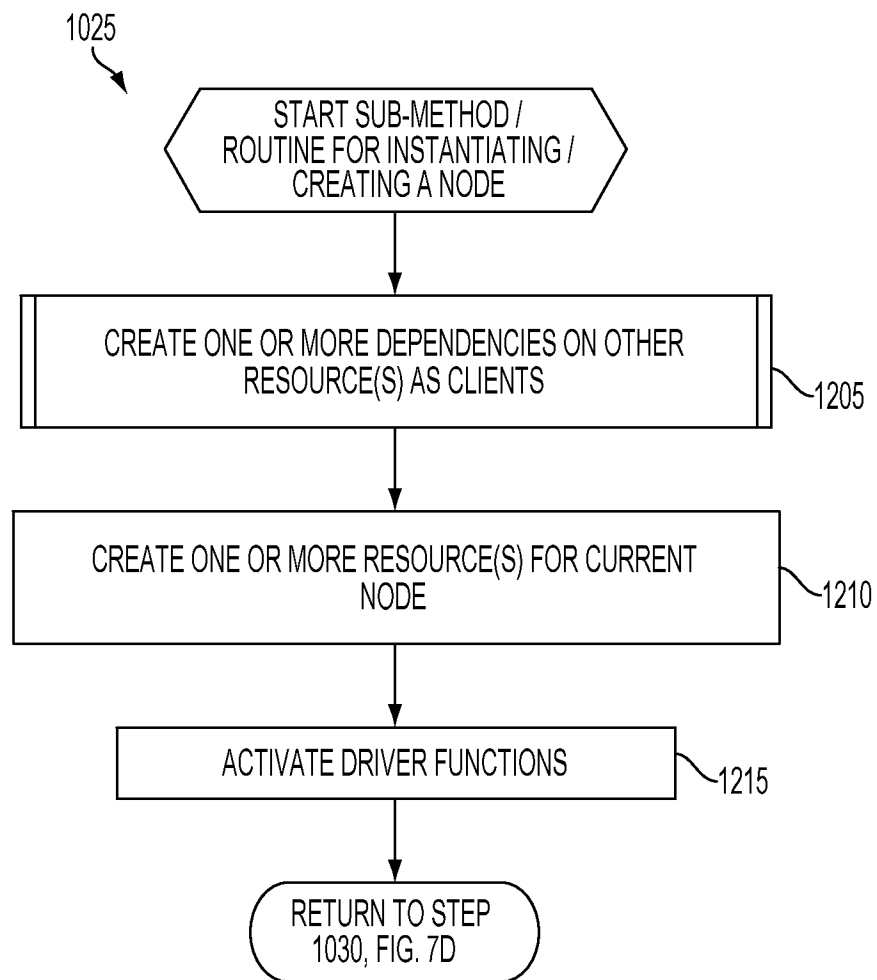 1025
START SUB-METHOD /
ROUTINE FOR INSTANTIATING /
CREATING A NODE
CREATE ONE OR MORE DEPENDENCIES ON OTHER
RESOURCE(S) AS CLIENTS
1205
CREATE ONE OR MORE RESOURCE(S) FOR CURRENT
NODE
1210
ACTIVATE DRIVER FUNCTIONS
1215
RETURN TO STEP
1030, FIG. 7D